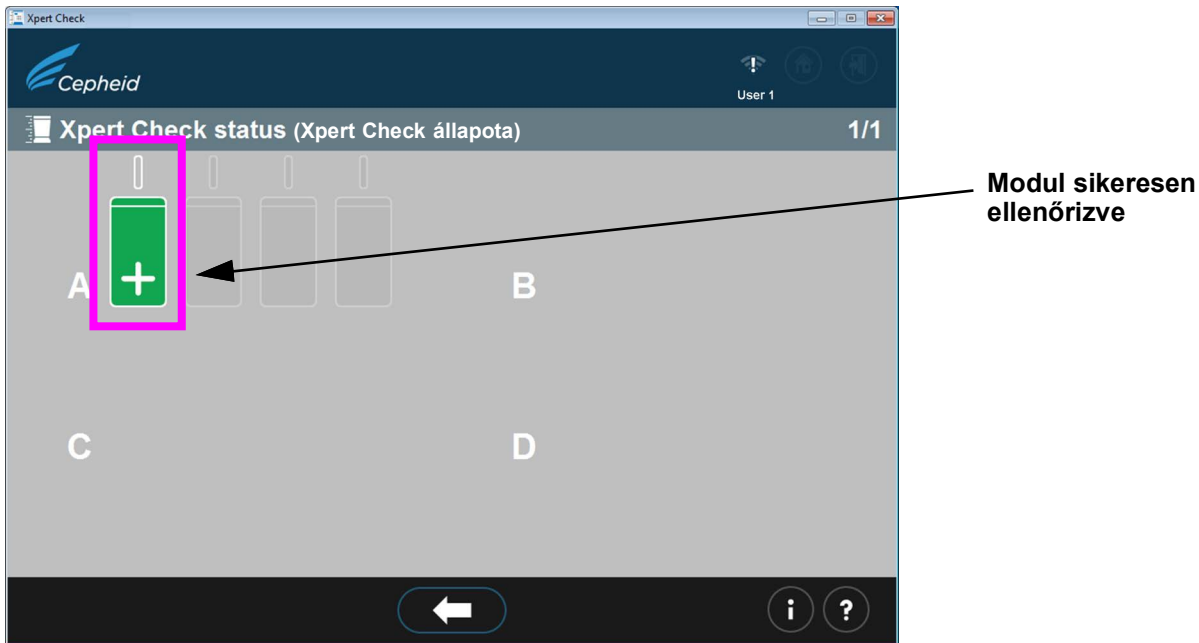 Xpert Check
Cepheid
User 1
Xpert Check status (Xpert Check állapota)
1/1
A
B
C
D
i
?
Modul sikeresen
ellenőrizve